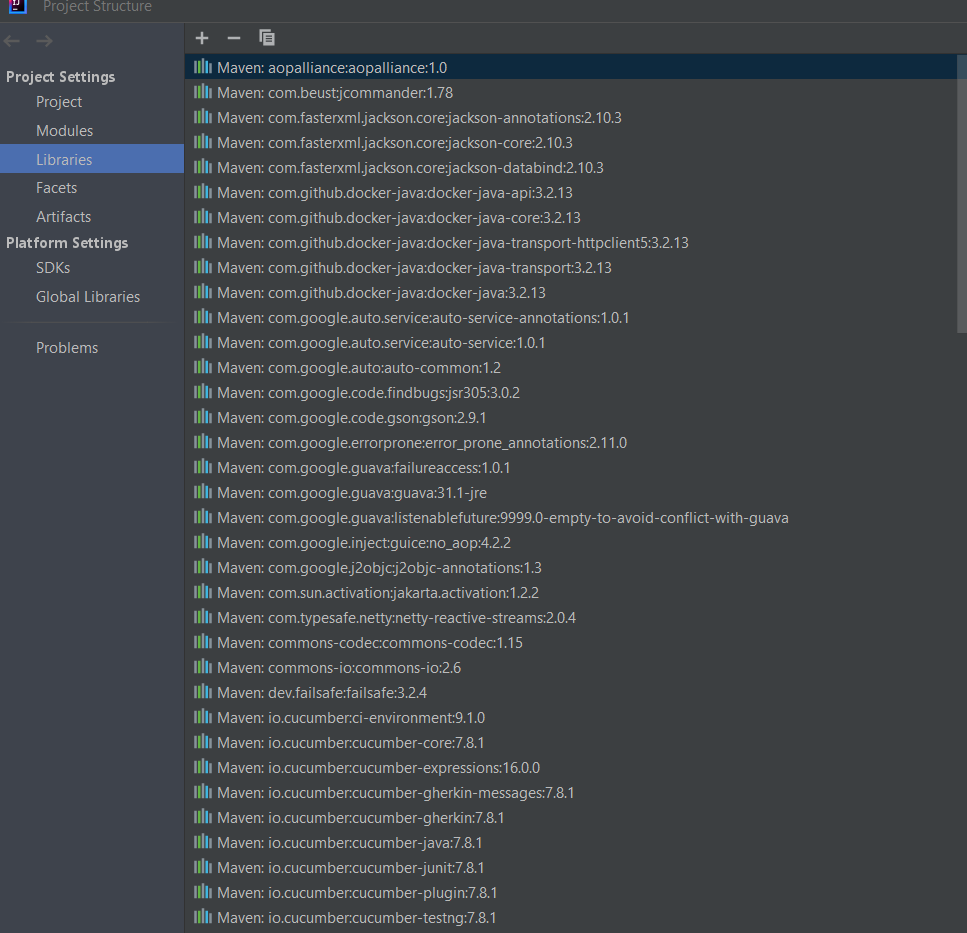 Project Structure
Project Settings
Project
Modules
Libraries
Facets
Artifacts
Platform Settings
SDKs
Global Libraries
Problems
Maven: aopalliance:aopalliance:1.0
Maven: com.beust:jcommander:1.78
Maven: com.fasterxml.jackson.core:jackson-annotations:2.10.3
Maven: com.fasterxml.jackson.core:jackson-core:2.10.3
Maven: com.fasterxml.jackson.core:jackson-databind:2.10.3
Maven: com.github.docker-java:docker-java-api:3.2.13
Maven: com.github.docker-java:docker-java-core:3.2.13
Maven: com.github.docker-java:docker-java-transport-httpclient5:3.2.13
Maven: com.github.docker-java:docker-java-transport:3.2.13
Maven: com.github.docker-java:docker-java:3.2.13
Maven: com.google.auto.service:auto-service-annotations:1.0.1
Maven: com.google.auto.service:auto-service:1.0.1
Maven: com.google.auto:auto-common:1.2
Maven: com.google.code.findbugs:jsr305:3.0.2
Maven: com.google.code.gson:gson:2.9.1
Maven: com.google.errorprone:error_prone_annotations:2.11.0
Maven: com.google.guava:failureaccess:1.0.1
Maven: com.google.guava:guava:31.1-jre
Maven: com.google.guava:listenablefuture:9999.0-empty-to-avoid-conflict-with-guava
Maven: com.google.inject:guice:no_aop:4.2.2
Maven: com.google.j2objc:j2objc-annotations:1.3
Maven: com.sun.activation:jakarta.activation:1.2.2
Maven: com.typesafe.netty:netty-reactive-streams:2.0.4
Maven: commons-codec:commons-codec:1.15
Maven: commons-io:commons-io:2.6
Maven: dev.failsafe:failsafe:3.2.4
Maven: io.cucumber:ci-environment:9.1.0
Maven: io.cucumber:cucumber-core:7.8.1
Maven: io.cucumber:cucumber-expressions:16.0.0
Maven: io.cucumber:cucumber-gherkin-messages:7.8.1
Maven: io.cucumber:cucumber-gherkin:7.8.1
Maven: io.cucumber:cucumber-java:7.8.1
Maven: io.cucumber:cucumber-junit:7.8.1
Maven: io.cucumber:cucumber-plugin:7.8.1
Maven: io.cucumber:cucumber-testng:7.8.1